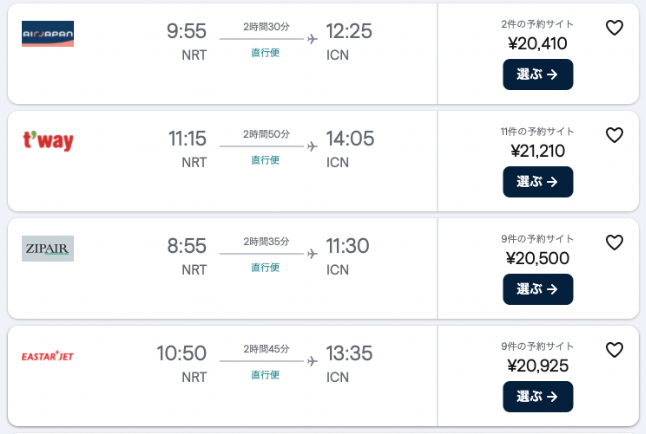 AIRJAPAN
9:55 2時間30分 12:25
NRT 直行便 ICN
2件の予約サイト
¥20,410
選ぶ →
t'way
11:15 2時間50分 14:05
NRT 直行便 ICN
11件の予約サイト
¥21,210
選ぶ →
ZIPAIR
8:55 2時間35分 11:30
NRT 直行便 ICN
9件の予約サイト
¥20,500
選ぶ →
EASTAR JET
10:50 2時間45分 13:35
NRT 直行便 ICN
9件の予約サイト
¥20,925
選ぶ →